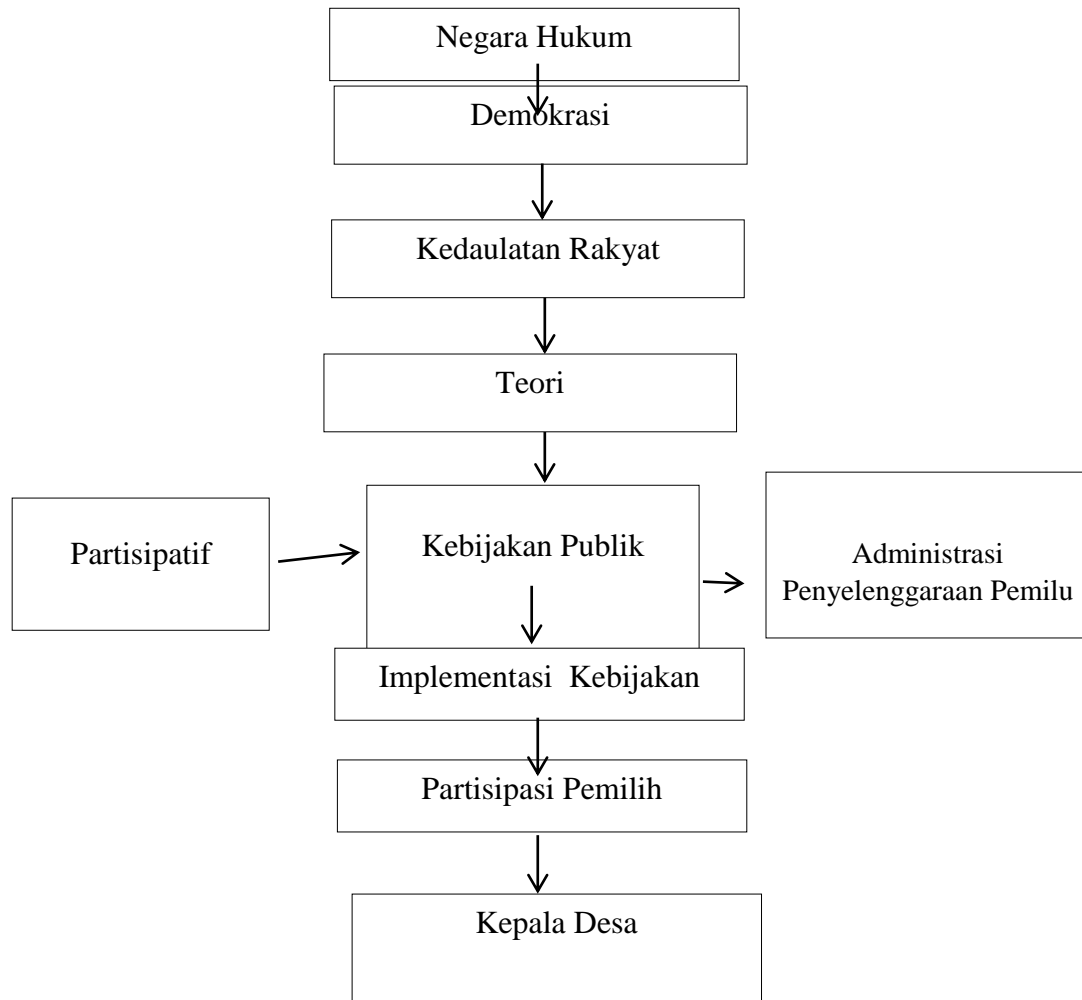 Negara Hukum
Demokrasi
Kedaulatan Rakyat
Teori
Partisipatif
Kebijakan Publik
Administrasi
Penyelenggaraan Pemilu
Implementasi  Kebijakan
Partisipasi Pemilih
Kepala Desa